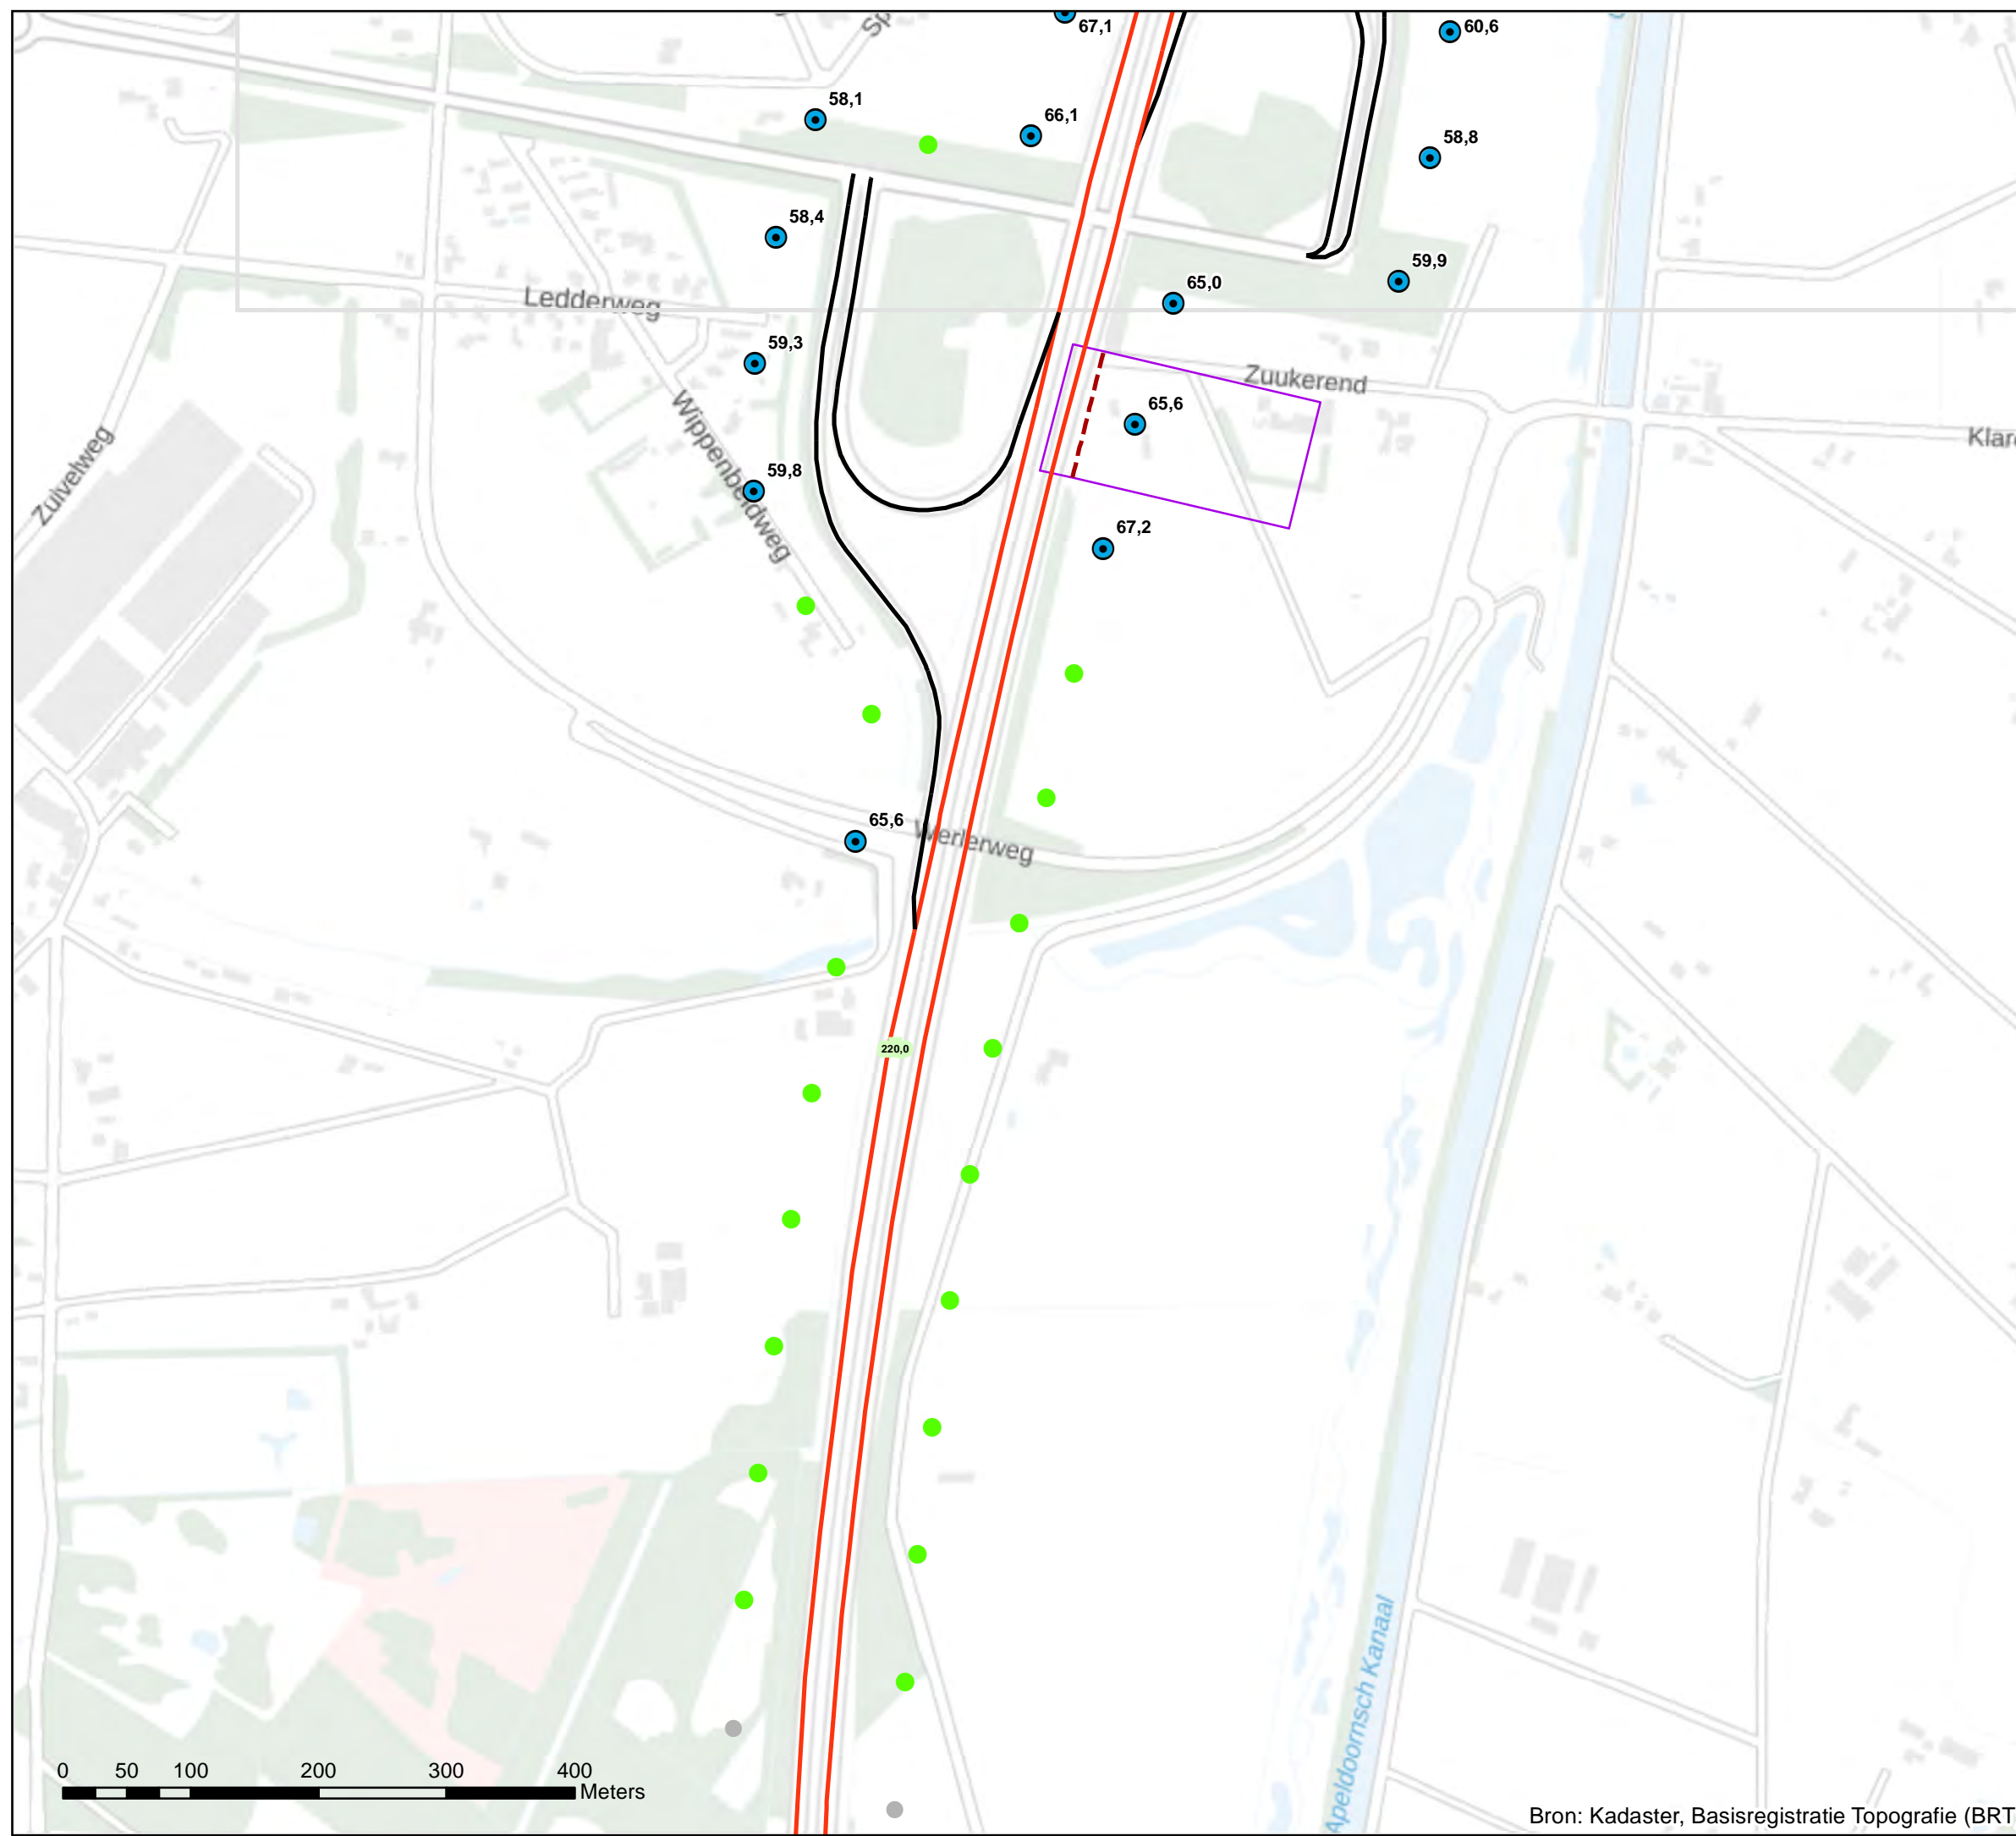 67,1
60,6
58,1
66,1
58,8
58,4
59,9
65,0
Ledderweg
59,3
Zuukerend
65,6
Wippenbeldweg
Zuivelweg
59,8
67,2
65,6
Werlerweg
220,0
Apeldoornsch Kanaal
0 50 100 200 300 400
Meters
Bron: Kadaster, Basisregistratie Topografie (BRT